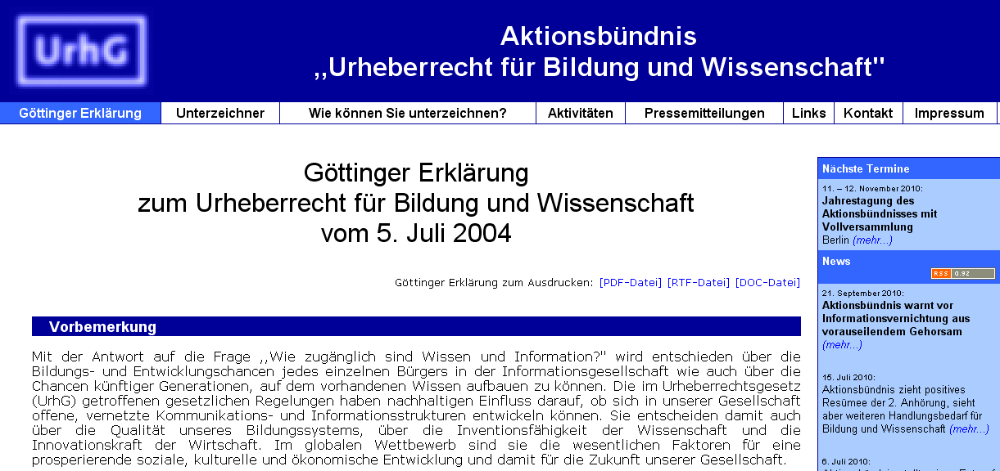 UrhG
Aktionsbündnis
,,Urheberrecht für Bildung und Wissenschaft"
Göttinger Erklärung
Unterzeichner
Wie können Sie unterzeichnen?
Aktivitäten
Pressemitteilungen
Links
Kontakt
Impressum
Göttinger Erklärung
zum Urheberrecht für Bildung und Wissenschaft
vom 5. Juli 2004
Göttinger Erklärung zum Ausdrucken: [PDF-Datei] [RTF-Datei] [DOC-Datei]
Vorbemerkung
Mit der Antwort auf die Frage ,,Wie zugänglich sind Wissen und Information?" wird entschieden über die
Bildungs- und Entwicklungschancen jedes einzelnen Bürgers in der Informationsgesellschaft wie auch über die
Chancen künftiger Generationen, auf dem vorhandenen Wissen aufbauen zu können. Die im Urheberrechtsgesetz
(UrhG) getroffenen gesetzlichen Regelungen haben nachhaltigen Einfluss darauf, ob sich in unserer Gesellschaft
offene, vernetzte Kommunikations- und Informationsstrukturen entwickeln können. Sie entscheiden damit auch
über die Qualität unseres Bildungssystems, über die Inventionsfähigkeit der Wissenschaft und die
Innovationskraft der Wirtschaft. Im globalen Wettbewerb sind sie die wesentlichen Faktoren für eine
prosperierende soziale, kulturelle und ökonomische Entwicklung und damit für die Zukunft unserer Gesellschaft.
Nächste Termine
11. – 12. November 2010:
Jahrestagung des
Aktionsbündnisses mit
Vollversammlung
Berlin (mehr...)
News
RSS 0.92
21. September 2010:
Aktionsbündnis warnt vor
Informationsvernichtung aus
vorauseilendem Gehorsam
(mehr...)
15. Juli 2010:
Aktionsbündnis zieht positives
Resümee der 2. Anhörung, sieht
aber weiteren Handlungsbedarf für
Bildung und Wissenschaft (mehr...)
6. Juli 2010: